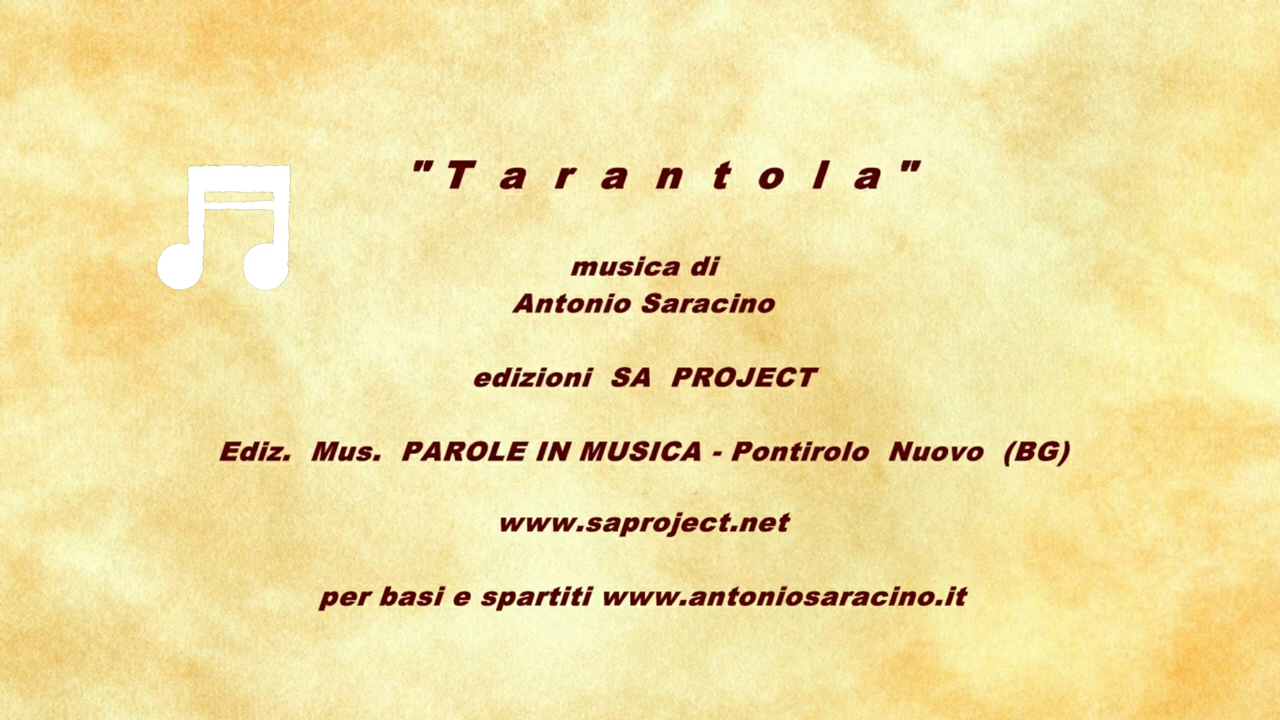 "Tarantola"
musica di
Antonio Saracino
edizioni SA PROJECT
Ediz. Mus. PAROLE IN MUSICA - Pontirolo Nuovo (BG)
www.saproject.net
per basi e spartiti www.antoniosaracino.it